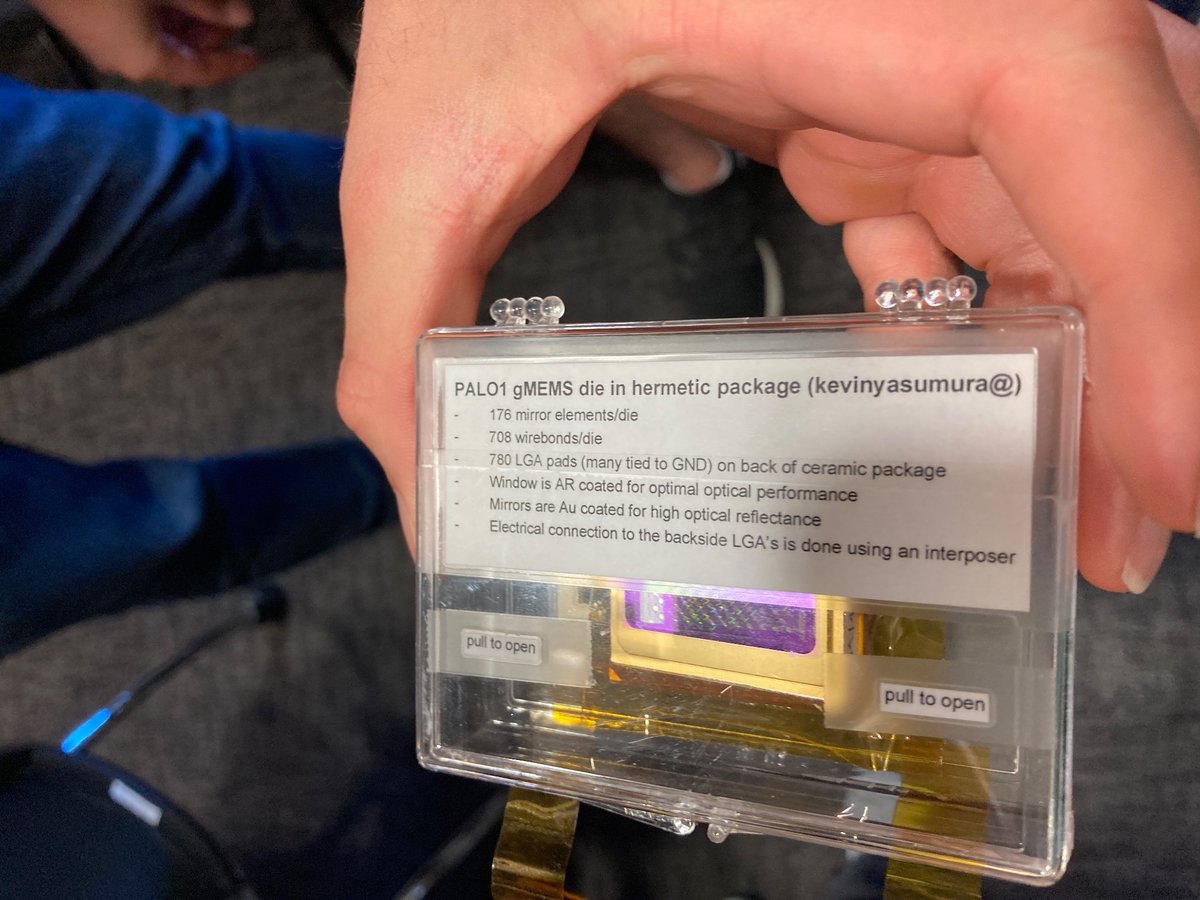 PALO1 gMEMS die in hermetic package (kevinyasumura@)
- 176 mirror elements/die
- 708 wirebonds/die
- 780 LGA pads (many tied to GND) on back of ceramic package
- Window is AR coated for optimal optical performance
- Mirrors are Au coated for high optical reflectance
- Electrical connection to the backside LGA's is done using an interposer
pull to open
pull to open